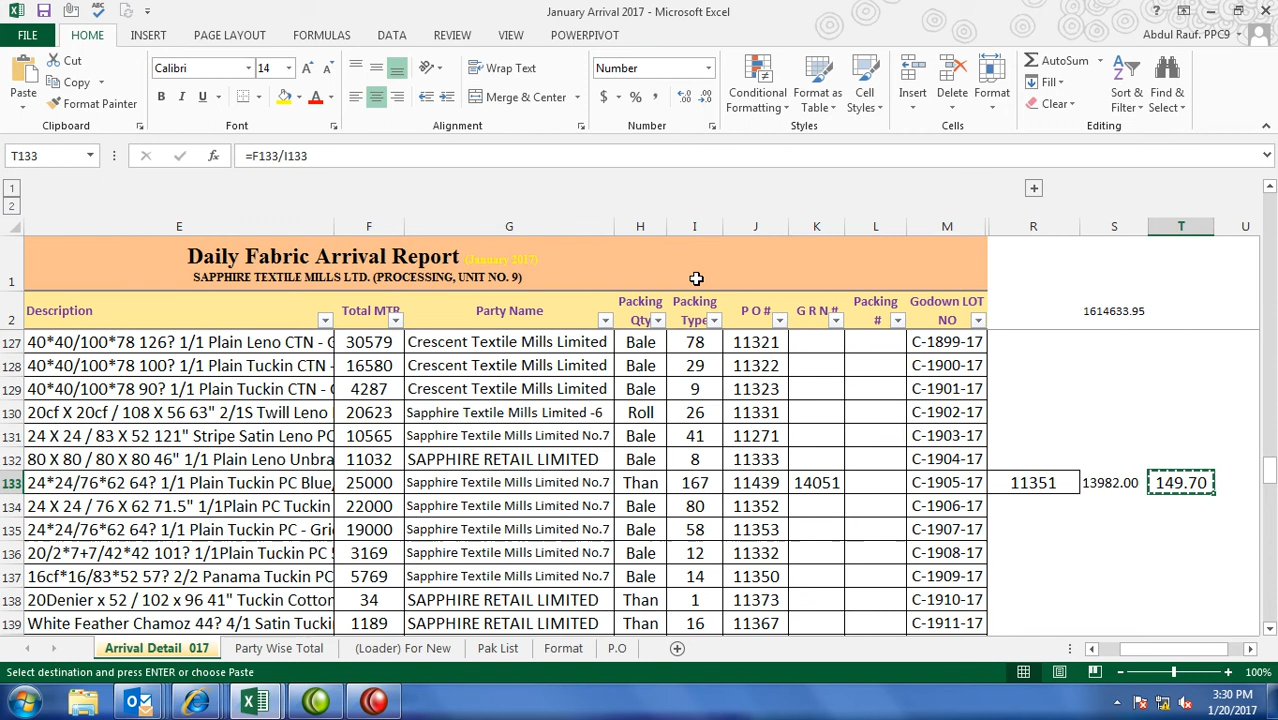 January Arrival 2017 - Microsoft Excel
FILE HOME INSERT PAGE LAYOUT FORMULAS DATA REVIEW VIEW POWERPIVOT Abdul Rauf. PPC9
Paste Cut Copy Format Painter
Calibri 14
B I U A
Wrap Text
Merge & Center
Number
$ % ,
Conditional Formatting Format as Table Cell Styles
Insert Delete Format
AutoSum Fill Clear
Sort & Filter Find & Select
Clipboard Font Alignment Number Styles Cells Editing
T133 fx =F133/I133
1
2
E F G H I J K L M R S T U
1 Daily Fabric Arrival Report (January 2017)
SAPPHIRE TEXTILE MILLS LTD. (PROCESSING, UNIT NO. 9)
2 Description Total MTR Party Name Packing Qty Packing Type P O # G R N # Packing # Godown LOT NO 1614633.95
127 40*40/100*78 126? 1/1 Plain Leno CTN - G 30579 Crescent Textile Mills Limited Bale 78 11321 C-1899-17
128 40*40/100*78 100? 1/1 Plain Tuckin CTN - 16580 Crescent Textile Mills Limited Bale 29 11322 C-1900-17
129 40*40/100*78 90? 1/1 Plain Tuckin CTN - F 4287 Crescent Textile Mills Limited Bale 9 11323 C-1901-17
130 20cf X 20cf / 108 X 56 63" 2/1S Twill Leno 20623 Sapphire Textile Mills Limited -6 Roll 26 11331 C-1902-17
131 24 X 24 / 83 X 52 121" Stripe Satin Leno PC 10565 Sapphire Textile Mills Limited No.7 Bale 41 11271 C-1903-17
132 80 X 80 / 80 X 80 46" 1/1 Plain Leno Unbra 11032 SAPPHIRE RETAIL LIMITED Bale 8 11333 C-1904-17
133 24*24/76*62 64? 1/1 Plain Tuckin PC Blue, 25000 Sapphire Textile Mills Limited No.7 Than 167 11439 14051 C-1905-17 11351 13982.00 149.70
134 24 X 24 / 76 X 62 71.5" 1/1Plain Tuckin PC 22000 Sapphire Textile Mills Limited No.7 Bale 80 11352 C-1906-17
135 24*24/76*62 64? 1/1 Plain Tuckin PC - Grie 19000 Sapphire Textile Mills Limited No.7 Bale 58 11353 C-1907-17
136 20/2*7+7/42*42 101? 1/1Plain Tuckin PC 5 3169 Sapphire Textile Mills Limited No.7 Bale 12 11332 C-1908-17
137 16cf*16/83*52 57? 2/2 Panama Tuckin PC 5769 Sapphire Textile Mills Limited No.7 Bale 14 11350 C-1909-17
138 20Denier x 52 / 102 x 96 41" Tuckin Cotton 34 SAPPHIRE RETAIL LIMITED Than 1 11373 C-1910-17
139 White Feather Chamoz 44? 4/1 Satin Tuckin 1189 SAPPHIRE RETAIL LIMITED Than 16 11367 C-1911-17
Arrival Detail 017 Party Wise Total (Loader) For New Pak List Format P.O
Select destination and press ENTER or choose Paste 100%
3:30 PM
1/20/2017